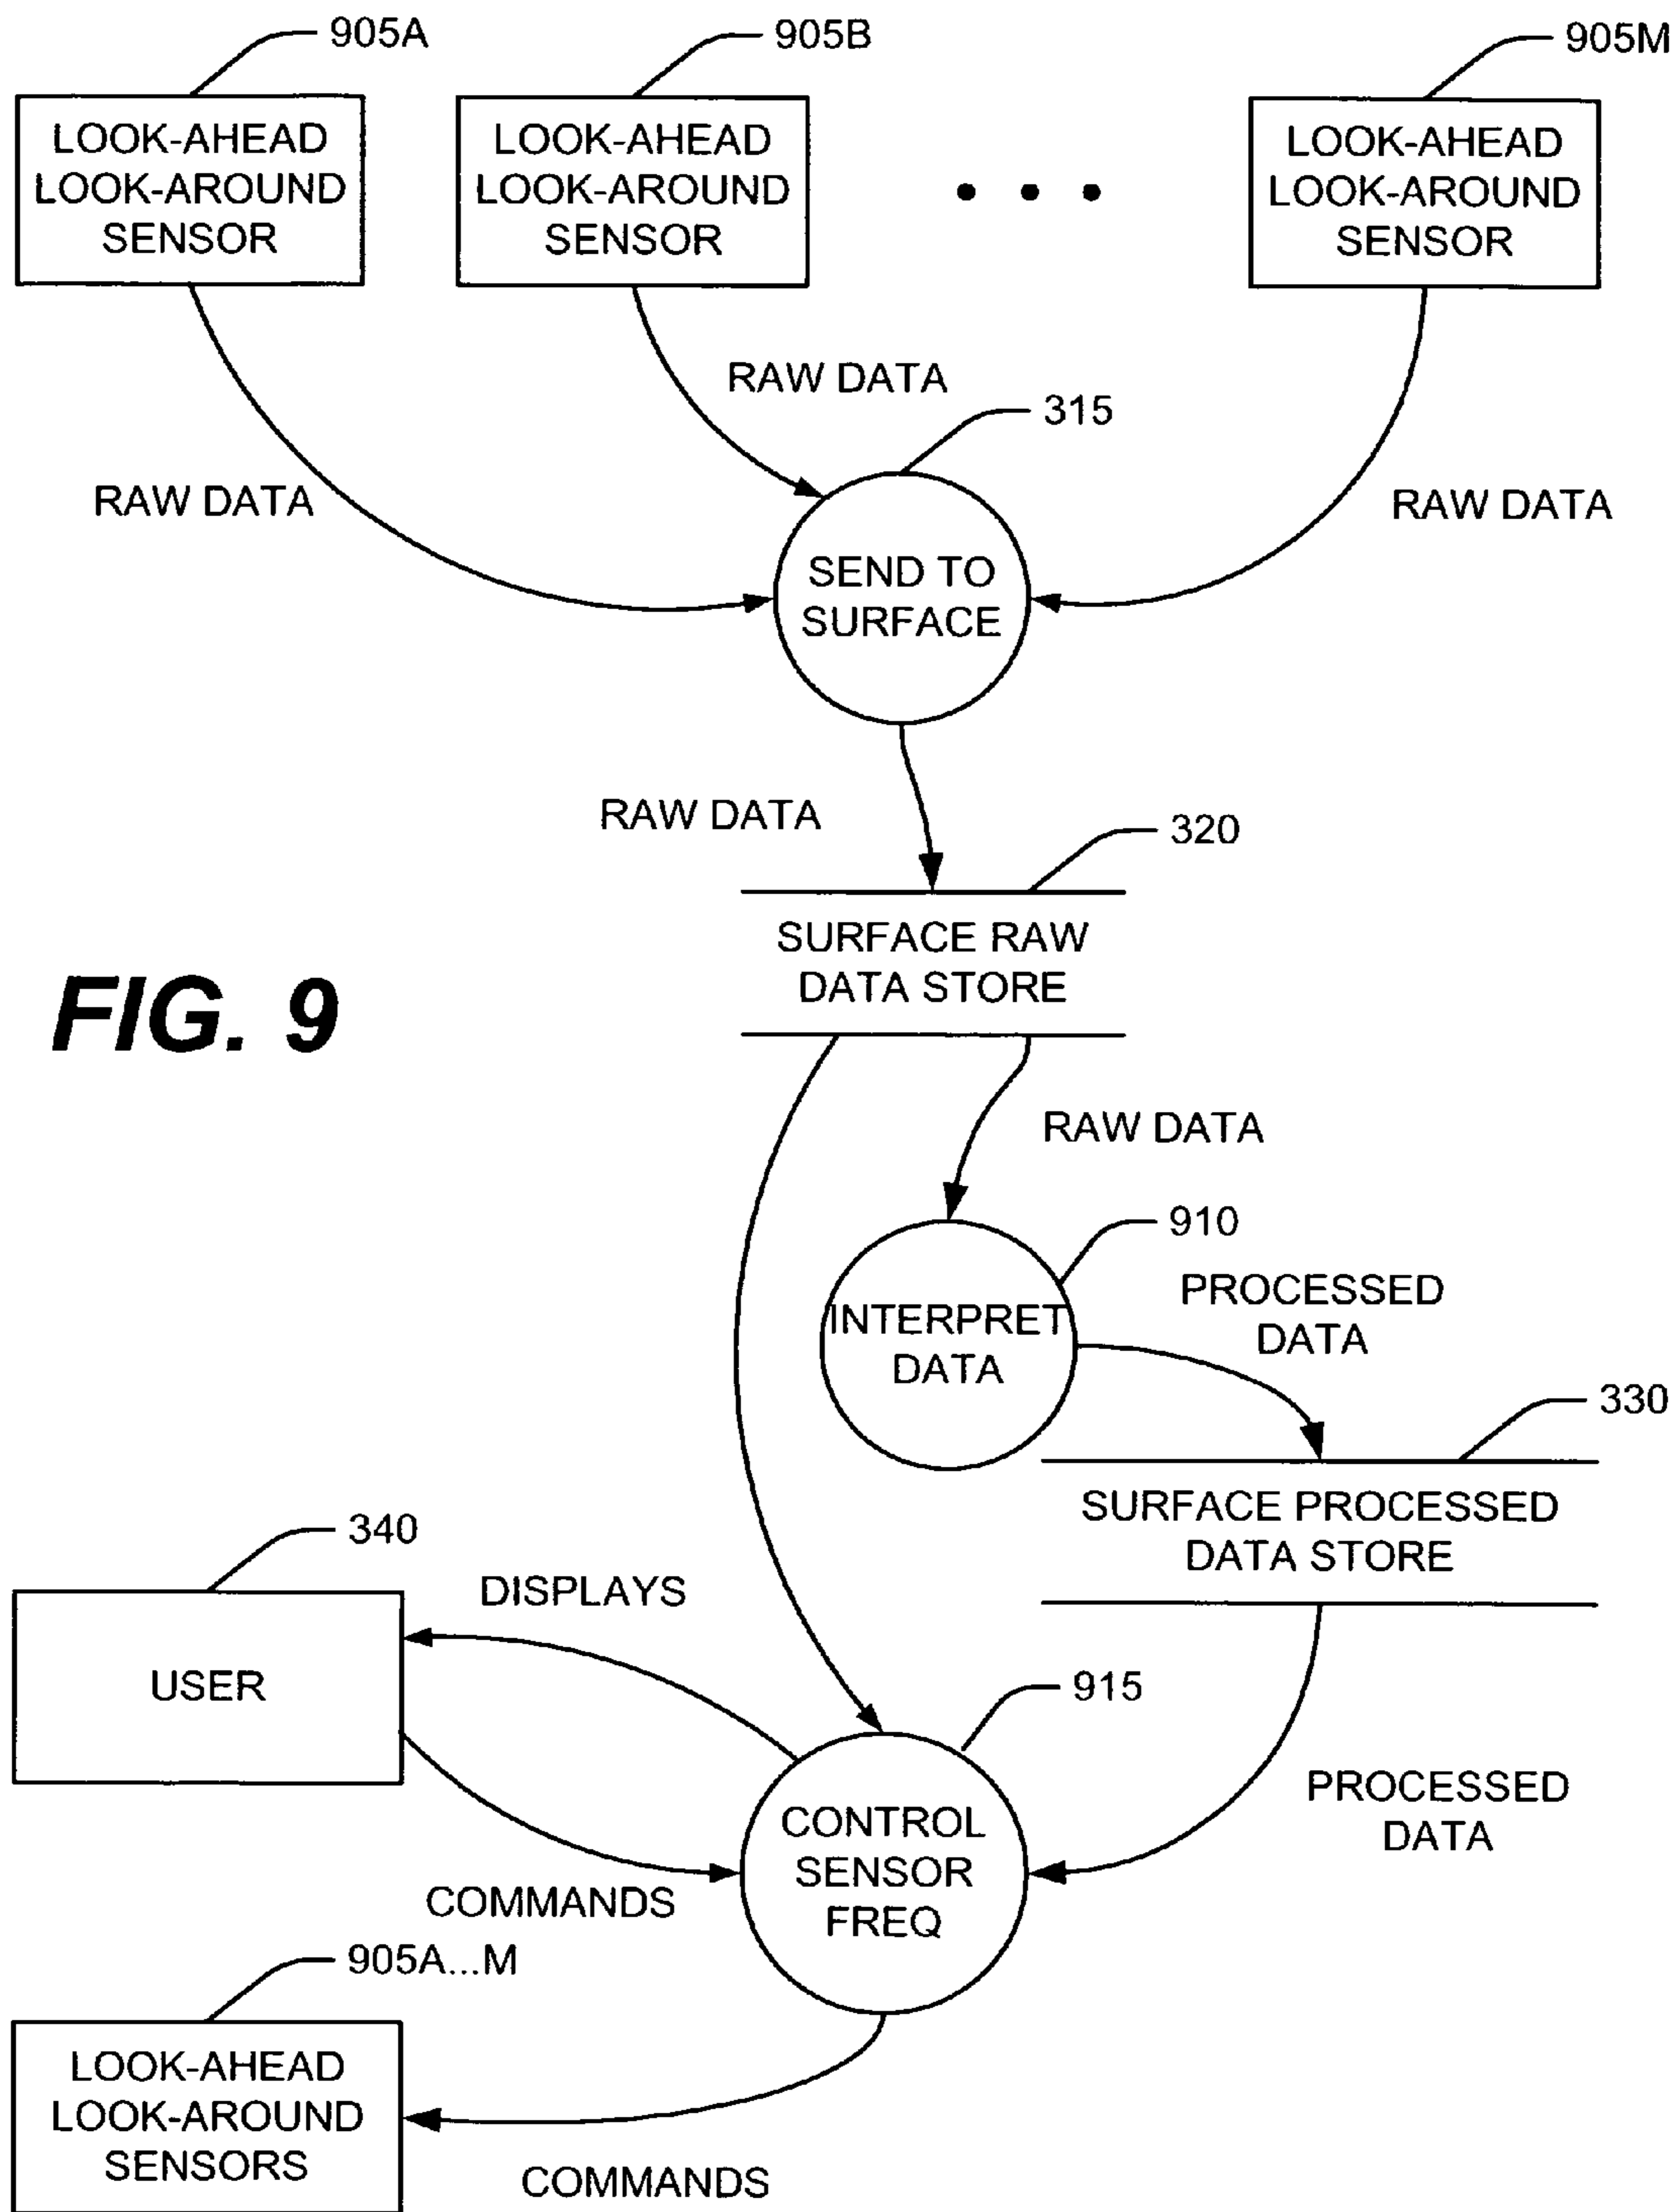 905A
905B
905M
LOOK-AHEAD
LOOK-AROUND
SENSOR
LOOK-AHEAD
LOOK-AROUND
SENSOR
• • •
LOOK-AHEAD
LOOK-AROUND
SENSOR
RAW DATA
315
RAW DATA
RAW DATA
SEND TO
SURFACE
RAW DATA
320
SURFACE RAW
DATA STORE
FIG. 9
RAW DATA
910
PROCESSED
DATA
INTERPRET
DATA
330
SURFACE PROCESSED
DATA STORE
340
DISPLAYS
USER
915
PROCESSED
DATA
CONTROL
SENSOR
FREQ
COMMANDS
905A...M
LOOK-AHEAD
LOOK-AROUND
SENSORS
COMMANDS